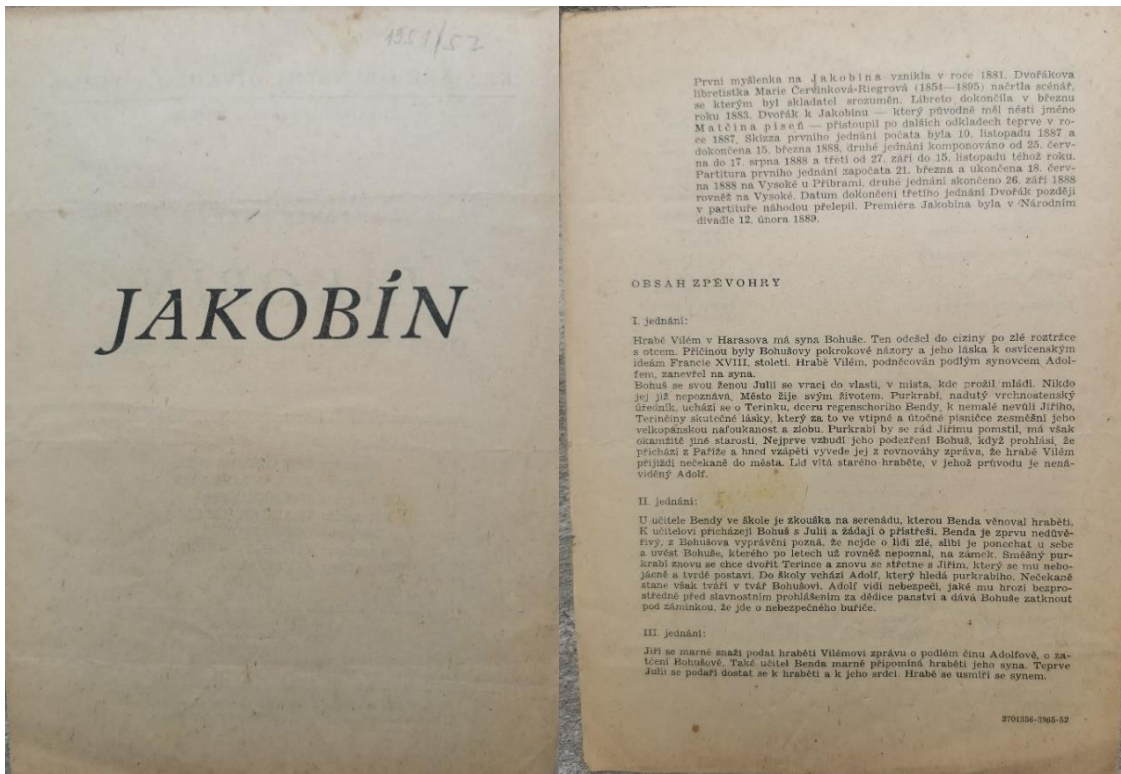 1951/52
JAKOBÍN
První myšlenka na Jakobína vznikla v roce 1881. Dvořákova
libretistka Marie Červinková-Riegrová (1854—1895) načrtla scénář,
se kterým byl skladatel srozuměn. Libreto dokončila v březnu
roku 1883. Dvořák k Jakobínu — který původně měl nésti jméno
Matčina píseň — přistoupil po dalších odkladech teprve v ro-
ce 1887. Skizza prvního jednání počata byla 10. listopadu 1887 a
dokončena 15. března 1888, druhé jednání komponováno od 25. červ-
na do 17. srpna 1888 a třetí od 27. září do 15. listopadu téhož roku.
Partitura prvního jednání započata 21. března a ukončena 18. červ-
na 1888 na Vysoké u Příbrami, druhé jednání skončeno 26. září 1888
rovněž na Vysoké. Datum dokončení třetího jednání Dvořák později
v partituře náhodou přelepil. Premiéra Jakobína byla v Národním
divadle 12. února 1889.
OBSAH ZPĚVOHRY
I. jednání:
Hrabě Vilém v Harasova má syna Bohuše. Ten odešel do ciziny po zlé roztržce
s otcem. Příčinou byly Bohušovy pokrokové názory a jeho láska k osvícenským
ideám Francie XVIII. století. Hrabě Vilém, podněcován podlým synovcem Adol-
fem, zanevřel na syna.
Bohuš se svou ženou Julií se vrací do vlasti, v místa, kde prožil mládí. Nikdo
jej již nepoznává. Město žije svým životem. Purkrabí, nadutý vrchnostenský
úředník, uchází se o Terinku, dceru regenschoriho Bendy, k nemalé nevůli Jiřího,
Terinčiny skutečné lásky, který za to ve vtipné a útočné písničce zesměšní jeho
velkopanskou nafoukanost a zlobu. Purkrabí by se rád Jiřímu pomstil, má však
okamžitě jiné starosti. Nejprve vzbudí jeho podezření Bohuš, když prohlásí, že
přichází z Paříže a hned vzápětí vyvede jej z rovnováhy zpráva, že hrabě Vilém
přijíždí nečekaně do města. Lid vítá starého hraběte, v jehož průvodu je nená-
viděný Adolf.
II. jednání:
U učitele Bendy ve škole je zkouška na serenádu, kterou Benda věnoval hraběti.
K učitelovi přicházejí Bohuš s Julií a žádají o přístřeší. Benda je zprvu nedůvě-
řivý, z Bohušova vyprávění pozná, že nejde o lidi zlé, slíbí je ponechat u sebe
a uvést Bohuše, kterého po letech už rovněž nepoznal, na zámek. Směšný pur-
krabí znovu se chce dvořit Terince a znovu se střetne s Jiřím, který se mu nebo-
jácně a tvrdě postaví. Do školy vchází Adolf, který hledá purkrabího. Nečekaně
stane však tváří v tvář Bohušovi. Adolf vidí nebezpečí, jaké mu hrozí bezpro-
středně před slavnostním prohlášením za dědice panství a dává Bohuše zatknout
pod záminkou, že jde o nebezpečného buřiče.
III. jednání:
Jiří se marně snaží podat hraběti Vilémovi zprávu o podlém činu Adolfově, o za-
tčení Bohušově. Také učitel Benda marně připomíná hraběti jeho syna. Teprve
Julii se podaří dostat se k hraběti a k jeho srdci. Hrabě se usmíří se synem.
2701356-3965-52